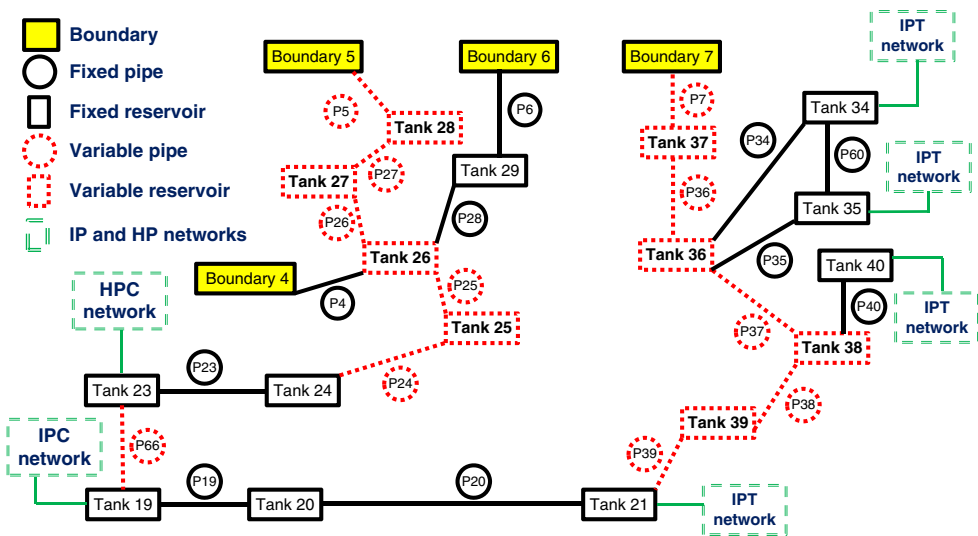 Boundary
Fixed pipe
Fixed reservoir
Variable pipe
Variable reservoir
IP and HP networks
Boundary 5
Boundary 6
Boundary 7
IPT
network
P5
P6
P7
Tank 28
Tank 37
Tank 34
P34
P60
IPT
network
P27
Tank 27
Tank 29
P36
Tank 35
P26
P28
Tank 26
Tank 36
P35
Tank 40
Boundary 4
P4
P25
HPC
network
Tank 25
P37
P40
IPT
network
Tank 38
P23
P24
Tank 23
Tank 24
P38
Tank 39
IPC
network
P66
P39
P19
P20
Tank 19
Tank 20
Tank 21
IPT
network